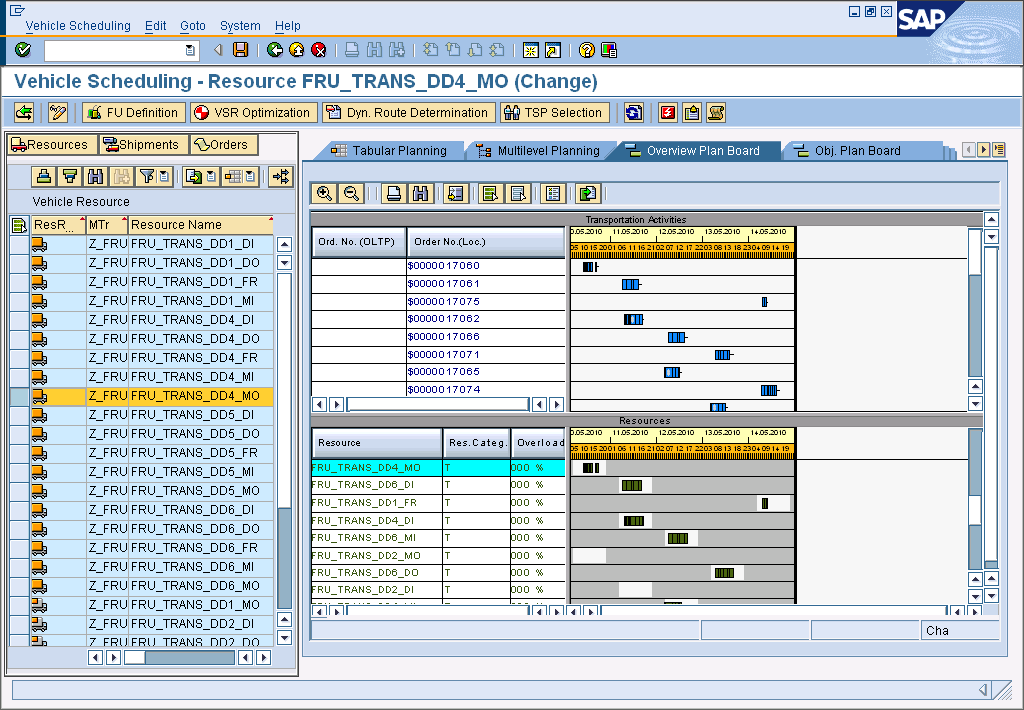 Vehicle Scheduling Edit Goto System Help
SAP
Vehicle Scheduling - Resource FRU_TRANS_DD4_MO (Change)
FU Definition VSR Optimization Dyn. Route Determination TSP Selection
Resources Shipments Orders
Tabular Planning Multilevel Planning Overview Plan Board Obj. Plan Board
Vehicle Resource
ResR... MTr Resource Name
Z_FRU FRU_TRANS_DD1_DI
Z_FRU FRU_TRANS_DD1_DO
Z_FRU FRU_TRANS_DD1_FR
Z_FRU FRU_TRANS_DD1_MI
Z_FRU FRU_TRANS_DD4_DI
Z_FRU FRU_TRANS_DD4_DO
Z_FRU FRU_TRANS_DD4_FR
Z_FRU FRU_TRANS_DD4_MI
Z_FRU FRU_TRANS_DD4_MO
Z_FRU FRU_TRANS_DD5_DI
Z_FRU FRU_TRANS_DD5_DO
Z_FRU FRU_TRANS_DD5_FR
Z_FRU FRU_TRANS_DD5_MI
Z_FRU FRU_TRANS_DD5_MO
Z_FRU FRU_TRANS_DD6_DI
Z_FRU FRU_TRANS_DD6_DO
Z_FRU FRU_TRANS_DD6_FR
Z_FRU FRU_TRANS_DD6_MI
Z_FRU FRU_TRANS_DD6_MO
Z_FRU FRU_TRANS_DD1_MO
Z_FRU FRU_TRANS_DD2_DI
Z_FRU FRU_TRANS_DD2_DO
Transportation Activities
Ord. No. (OLTP) Order No.(Loc.)
0.05.2010 11.05.2010 12.05.2010 13.05.2010 14.05.2010
$0000017060
$0000017061
$0000017075
$0000017062
$0000017066
$0000017071
$0000017065
$0000017074
Resources
Resource Res.Categ. Overload
0.05.2010 11.05.2010 12.05.2010 13.05.2010 14.05.2010
FRU_TRANS_DD4_MO T 000 %
FRU_TRANS_DD6_DI T 000 %
FRU_TRANS_DD1_FR T 000 %
FRU_TRANS_DD4_DI T 000 %
FRU_TRANS_DD6_MI T 000 %
FRU_TRANS_DD2_MO T 000 %
FRU_TRANS_DD6_DO T 000 %
FRU_TRANS_DD2_DI T 000 %
Cha